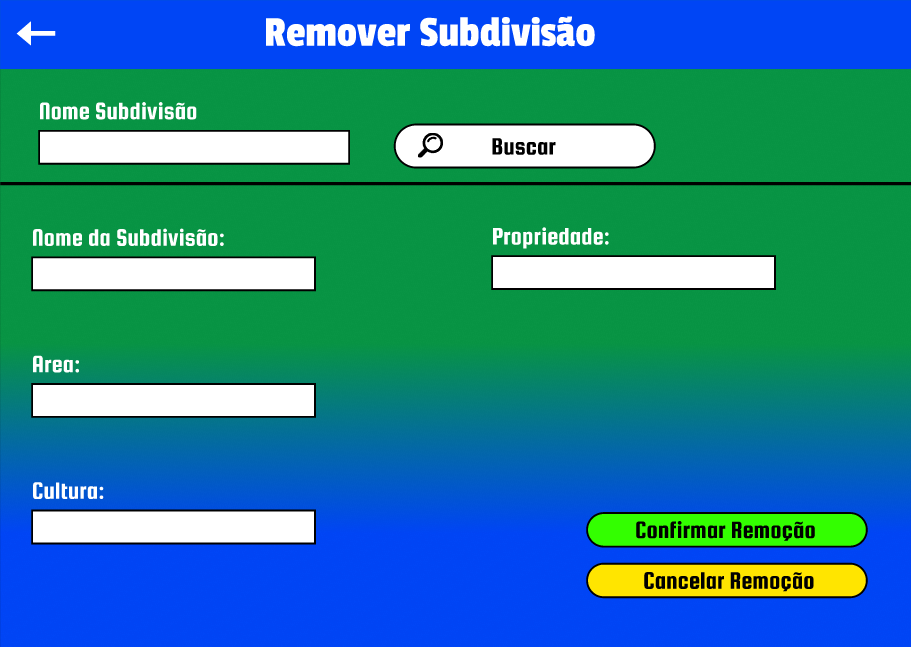 Remover Subdivisão
Nome Subdivisão
Buscar
Nome da Subdivisão:
Propriedade:
Area:
Cultura:
Confirmar Remoção
Cancelar Remoção